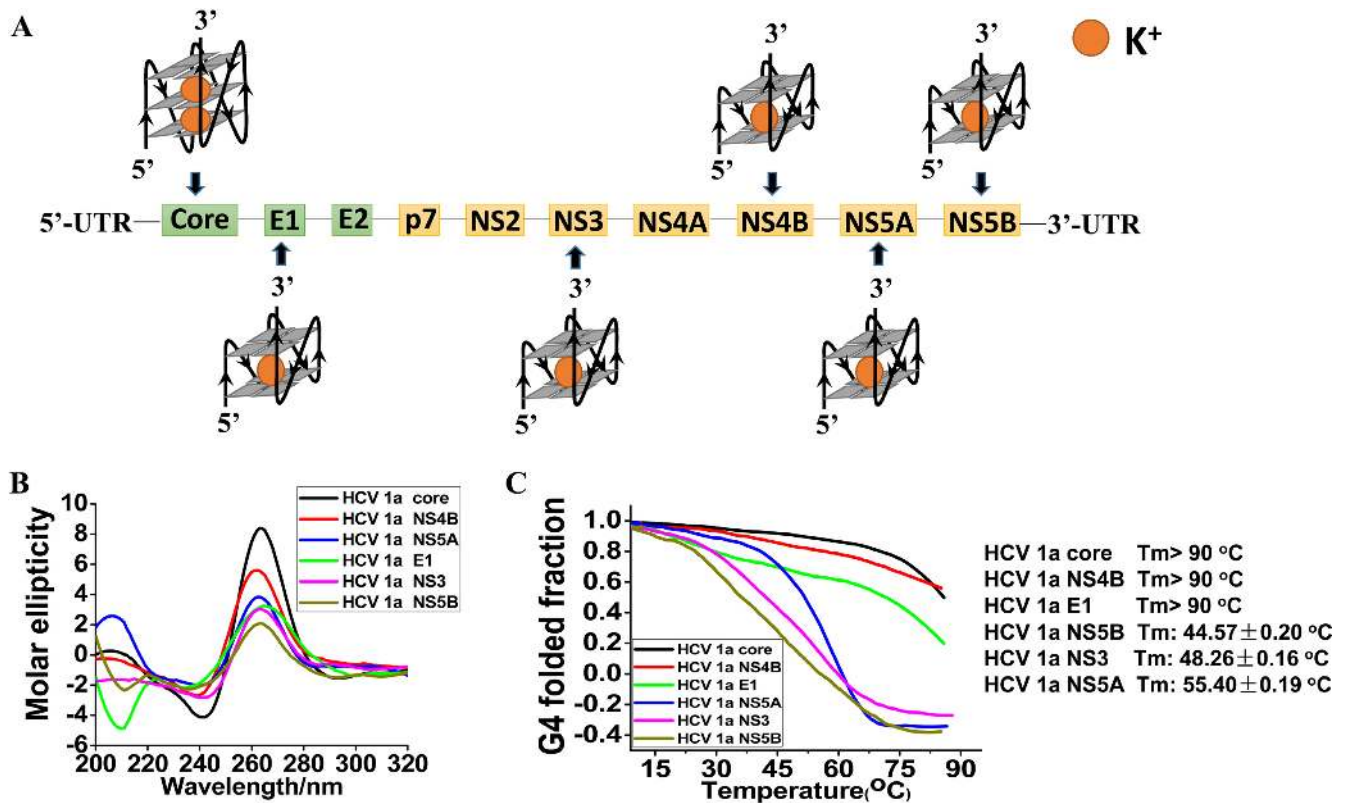 A
3’
3’
3’
K⁺
5’
5’
5’
5’-UTR
Core
E1
E2
p7
NS2
NS3
NS4A
NS4B
NS5A
NS5B
3’-UTR
3’
3’
3’
5’
5’
5’
B
Molar ellipticity
10
8
6
4
2
0
-2
-4
-6
HCV 1a core
HCV 1a NS4B
HCV 1a NS5A
HCV 1a E1
HCV 1a NS3
HCV 1a NS5B
200 220 240 260 280 300 320
Wavelength/nm
C
G4 folded fraction
1.0
0.8
0.6
0.4
0.2
0.0
-0.2
-0.4
HCV 1a core
HCV 1a NS4B
HCV 1a E1
HCV 1a NS5A
HCV 1a NS3
HCV 1a NS5B
15 30 45 60 75 90
Temperature(°C)
HCV 1a core Tm> 90 °C
HCV 1a NS4B Tm> 90 °C
HCV 1a E1 Tm> 90 °C
HCV 1a NS5B Tm: 44.57±0.20 °C
HCV 1a NS3 Tm: 48.26±0.16 °C
HCV 1a NS5A Tm: 55.40±0.19 °C